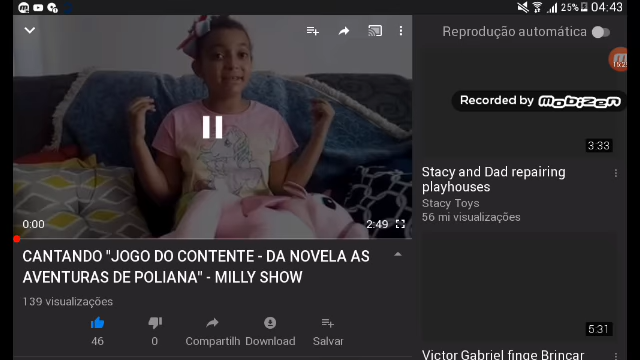 25% 04:43
Reprodução automática
Recorded by MOBIZEN
3:33
Stacy and Dad repairing
playhouses
Stacy Toys
56 mi visualizações
0:00
2:49
CANTANDO "JOGO DO CONTENTE - DA NOVELA AS
AVENTURAS DE POLIANA" - MILLY SHOW
139 visualizações
46
0
Compartilh
Download
Salvar
5:31
Victor Gabriel finge Brincar